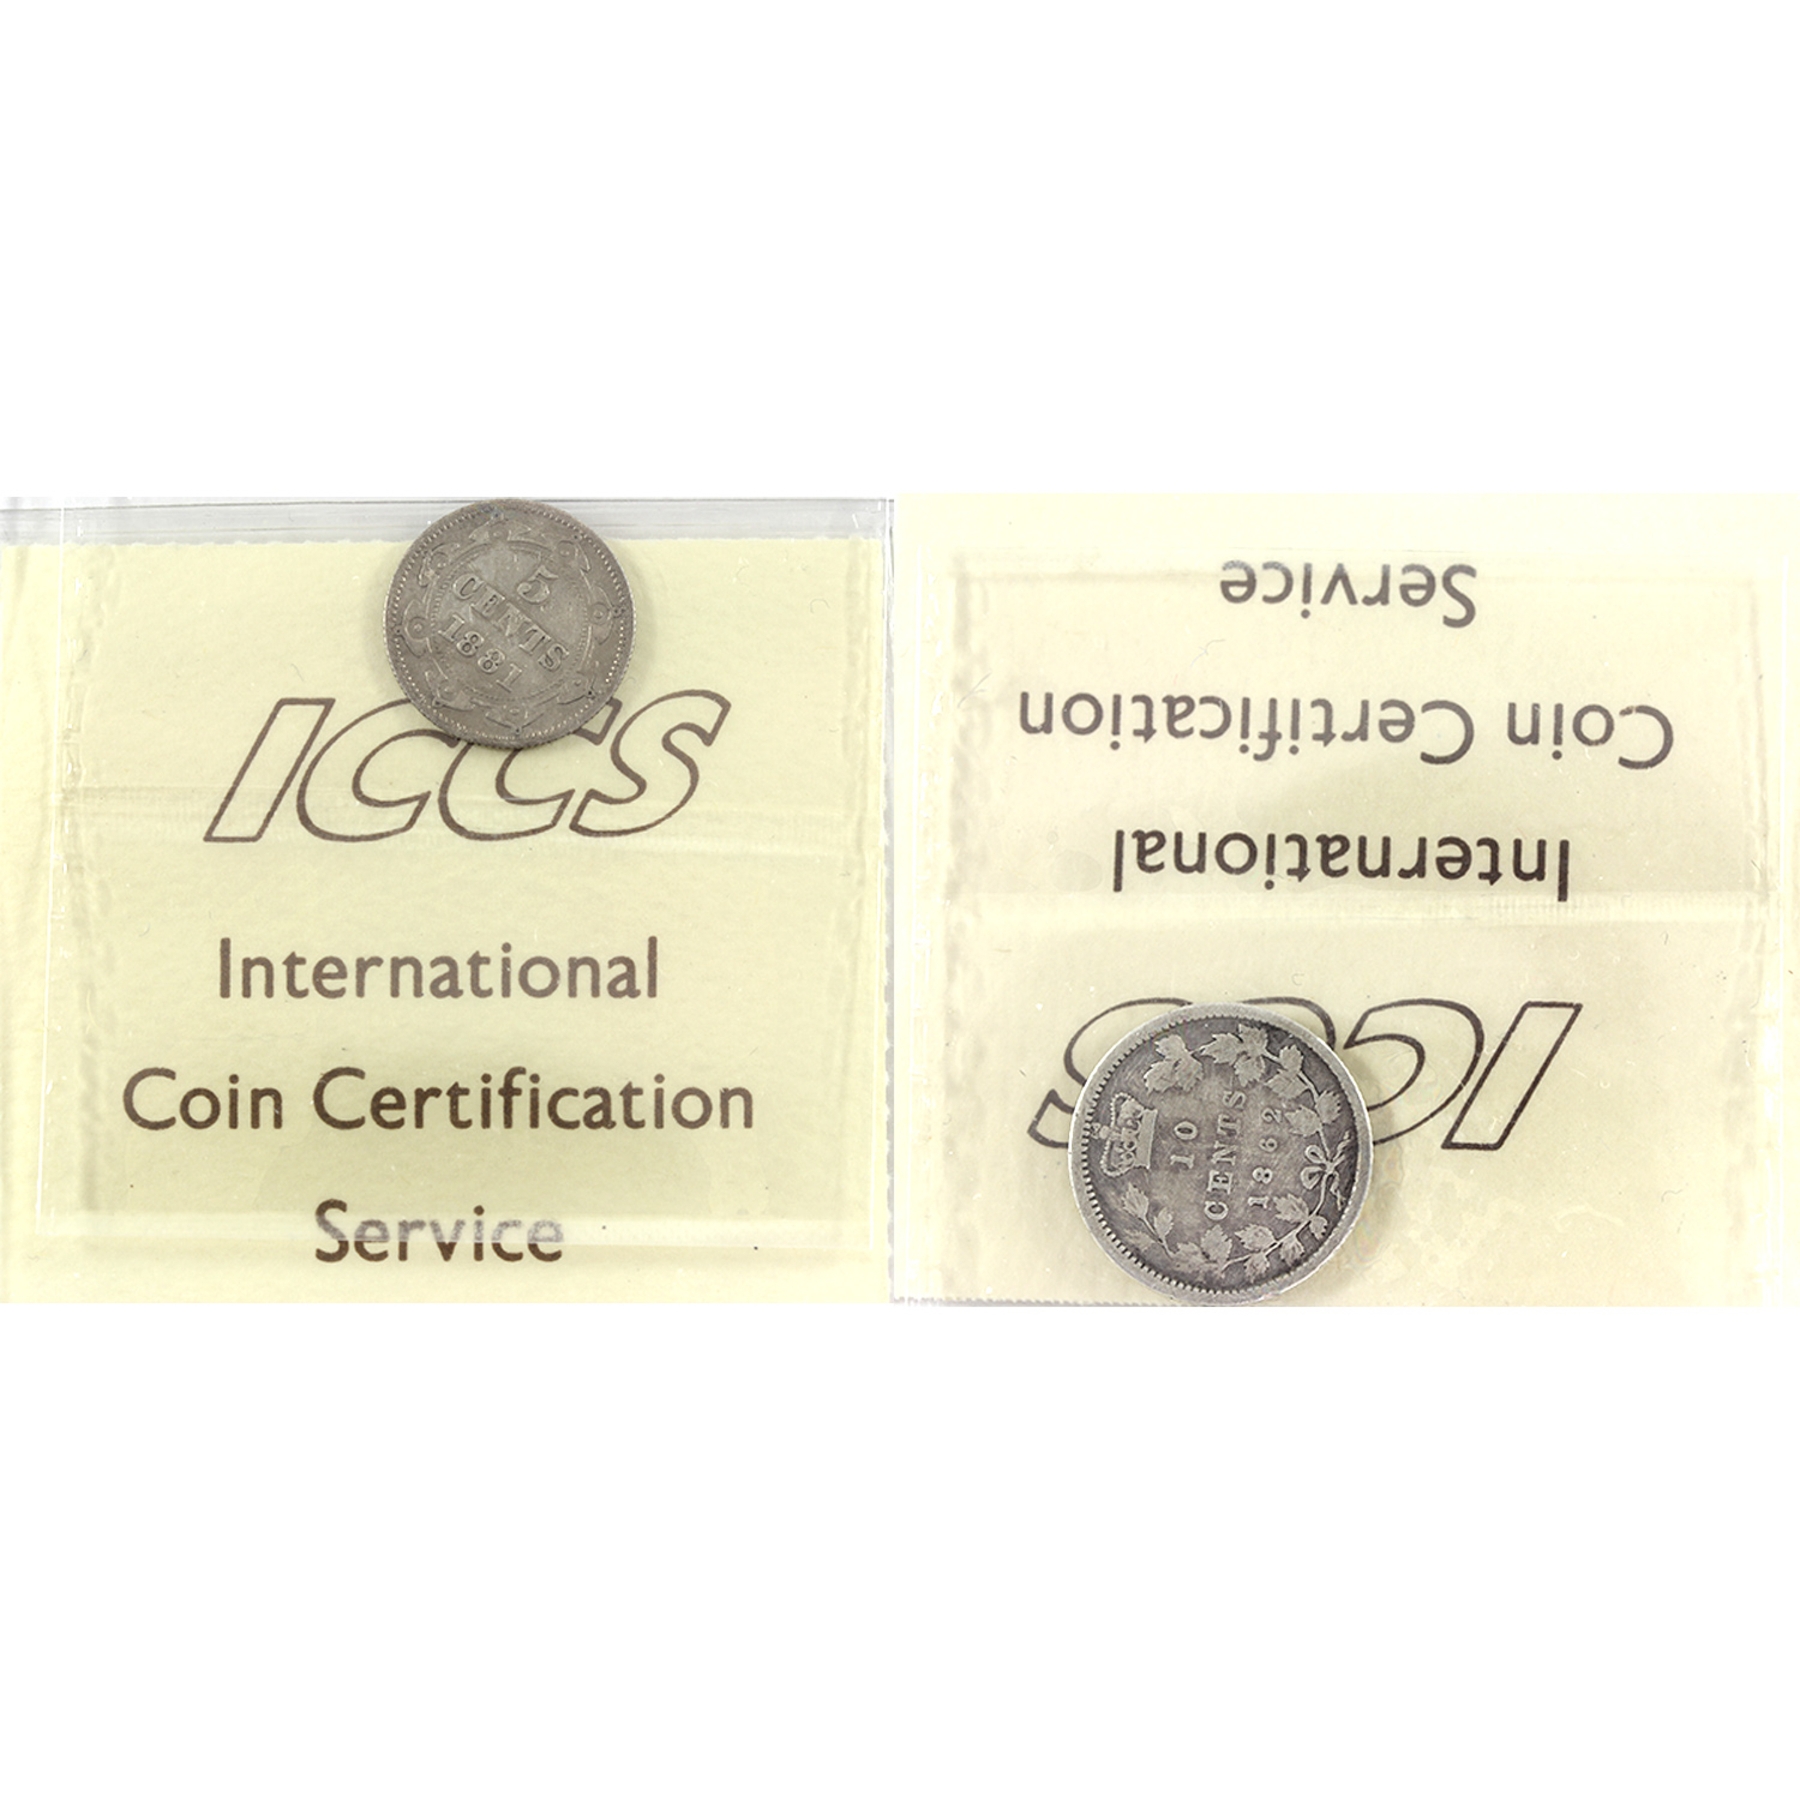 5
CENTS
1881
ICCS
International
Coin Certification
Service
ICCS
International
Coin Certification
Service
10
CENTS
1862